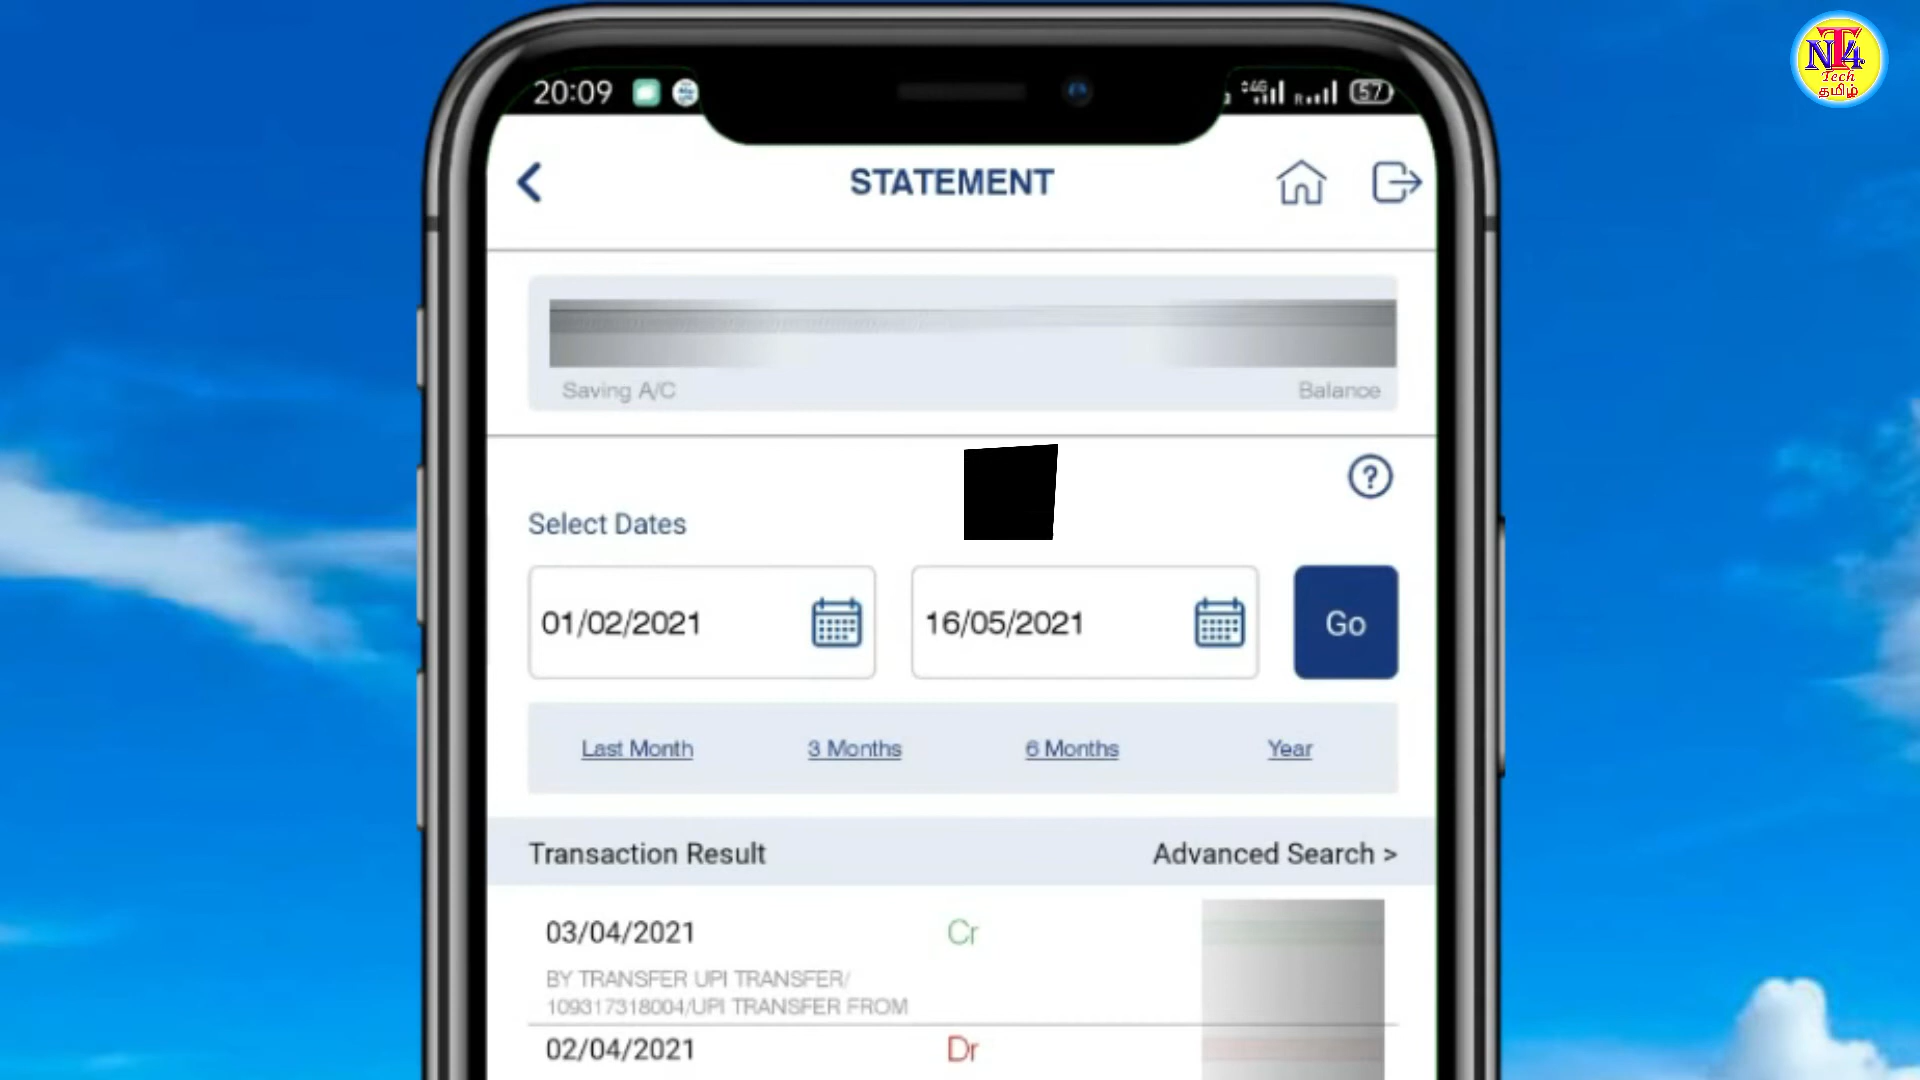 NT4
Tech
தமிழ்
20:09
4G
R
57
STATEMENT
Saving A/C
Balance
?
Select Dates
01/02/2021
16/05/2021
Go
Last Month
3 Months
6 Months
Year
Transaction Result
Advanced Search >
03/04/2021
Cr
BY TRANSFER UPI TRANSFER/
109317318004/UPI TRANSFER FROM
02/04/2021
Dr